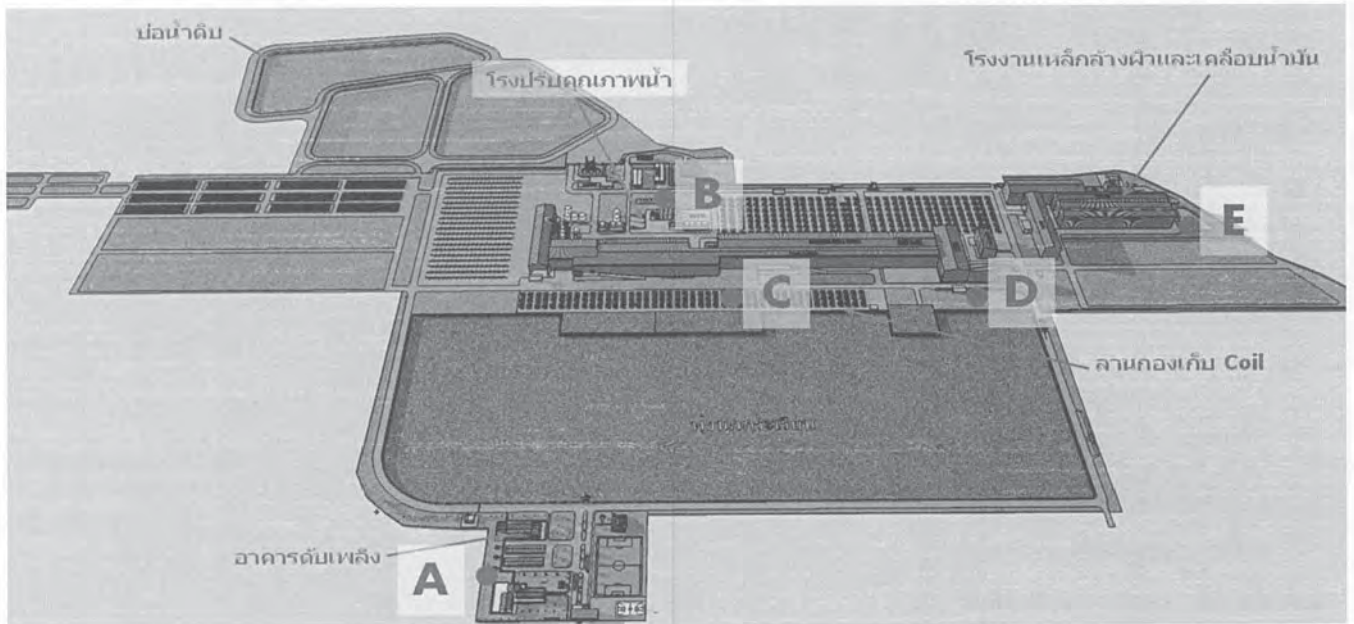 บ่อน้ำดิบ
โรงปรับคุณภาพน้ำ
โรงงานเหล็กล้างผิวและเคลือบน้ำมัน
B
E
C
D
ลานกองเก็บ Coil
อาคารดับเพลิง
A